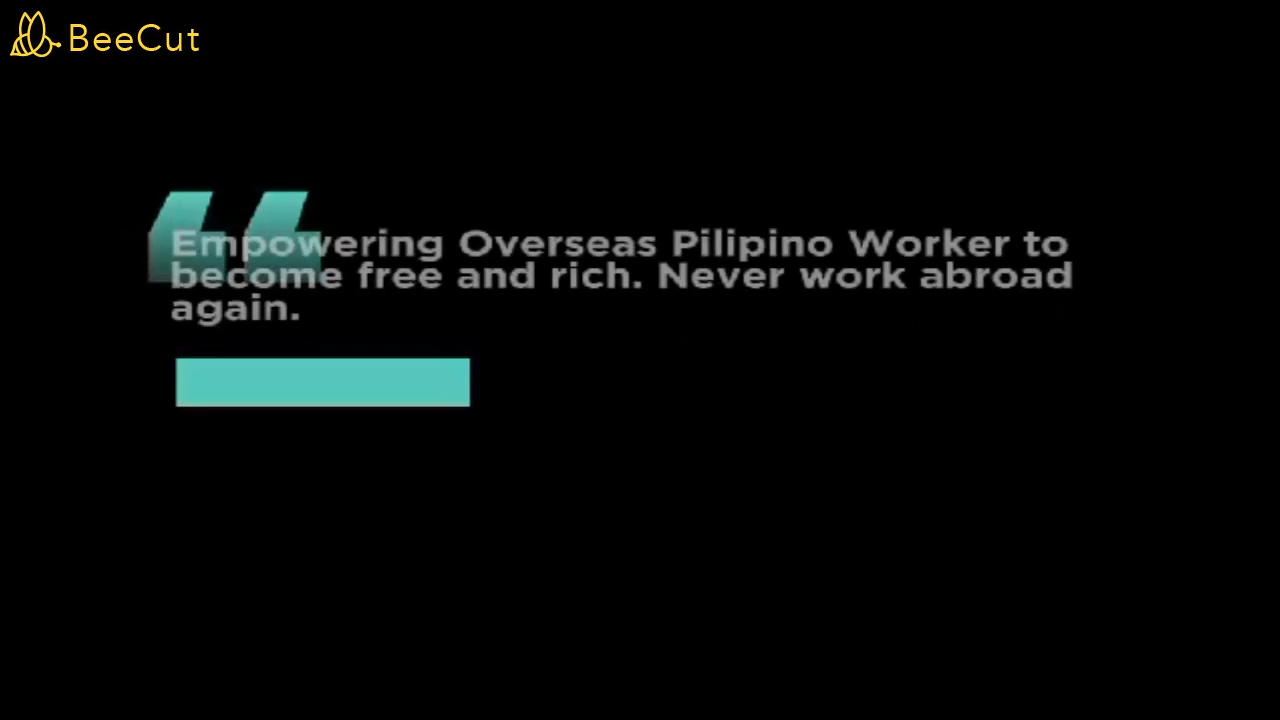 BeeCut
Empowering Overseas Pilipino Worker to
become free and rich. Never work abroad
again.